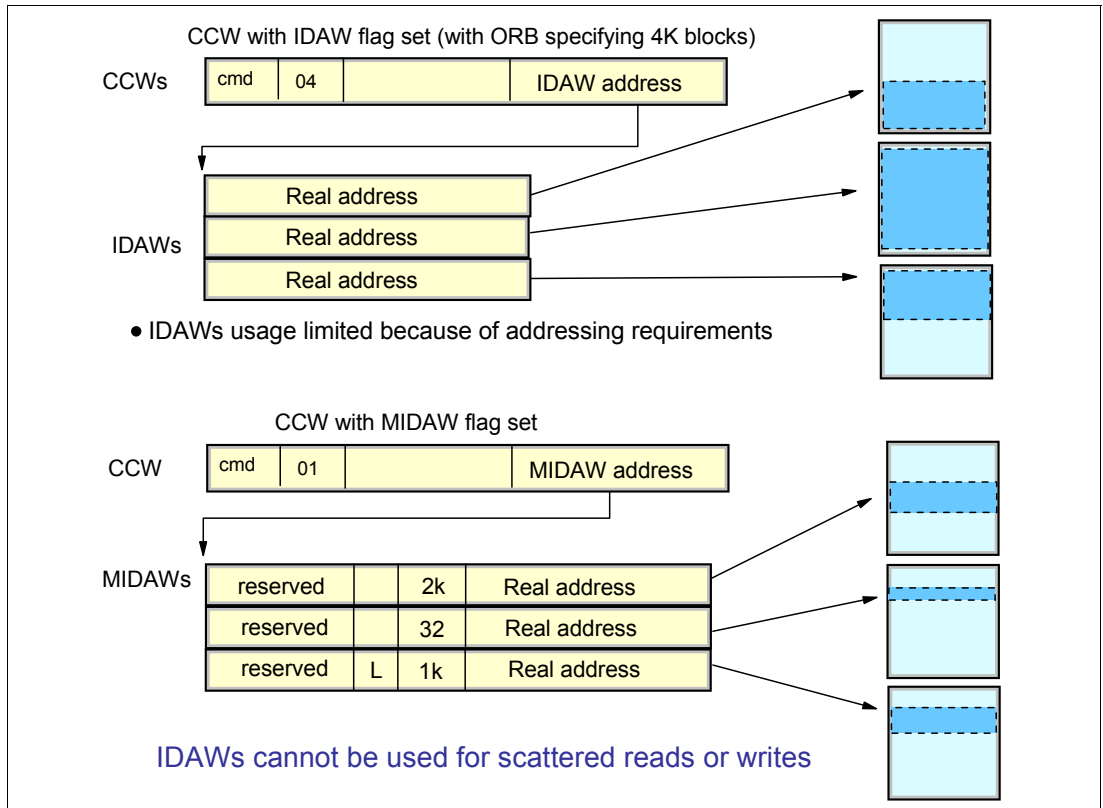 CCW with IDAW flag set (with ORB specifying 4K blocks)
CCWs
cmd 04 IDAW address
IDAWs
Real address
Real address
Real address
● IDAWs usage limited because of addressing requirements
CCW with MIDAW flag set
CCW
cmd 01 MIDAW address
MIDAWs
reserved 2k Real address
reserved 32 Real address
reserved L 1k Real address
IDAWs cannot be used for scattered reads or writes